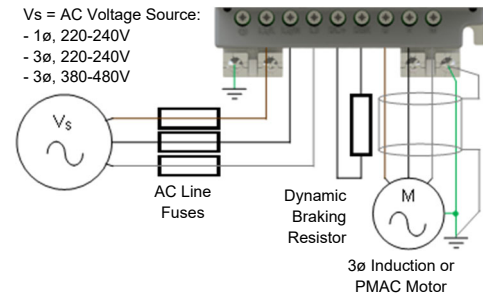 Vs = AC Voltage Source:
- 1ø, 220-240V
- 3ø, 220-240V
- 3ø, 380-480V
Vs
AC Line
Fuses
Dynamic
Braking
Resistor
M
3ø Induction or
PMAC Motor